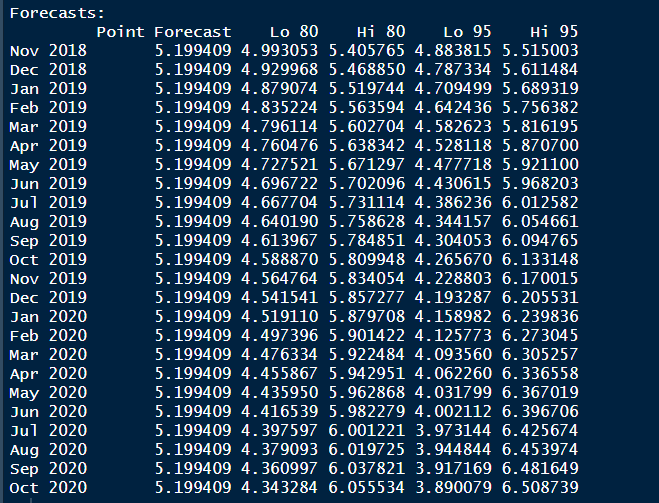 Forecasts:
Point Forecast Lo 80 Hi 80 Lo 95 Hi 95
Nov 2018 5.199409 4.993053 5.405765 4.883815 5.515003
Dec 2018 5.199409 4.929968 5.468850 4.787334 5.611484
Jan 2019 5.199409 4.879074 5.519744 4.709499 5.689319
Feb 2019 5.199409 4.835224 5.563594 4.642436 5.756382
Mar 2019 5.199409 4.796114 5.602704 4.582623 5.816195
Apr 2019 5.199409 4.760476 5.638342 4.528118 5.870700
May 2019 5.199409 4.727521 5.671297 4.477718 5.921100
Jun 2019 5.199409 4.696722 5.702096 4.430615 5.968203
Jul 2019 5.199409 4.667704 5.731114 4.386236 6.012582
Aug 2019 5.199409 4.640190 5.758628 4.344157 6.054661
Sep 2019 5.199409 4.613967 5.784851 4.304053 6.094765
Oct 2019 5.199409 4.588870 5.809948 4.265670 6.133148
Nov 2019 5.199409 4.564764 5.834054 4.228803 6.170015
Dec 2019 5.199409 4.541541 5.857277 4.193287 6.205531
Jan 2020 5.199409 4.519110 5.879708 4.158982 6.239836
Feb 2020 5.199409 4.497396 5.901422 4.125773 6.273045
Mar 2020 5.199409 4.476334 5.922484 4.093560 6.305257
Apr 2020 5.199409 4.455867 5.942951 4.062260 6.336558
May 2020 5.199409 4.435950 5.962868 4.031799 6.367019
Jun 2020 5.199409 4.416539 5.982279 4.002112 6.396706
Jul 2020 5.199409 4.397597 6.001221 3.973144 6.425674
Aug 2020 5.199409 4.379093 6.019725 3.944844 6.453974
Sep 2020 5.199409 4.360997 6.037821 3.917169 6.481649
Oct 2020 5.199409 4.343284 6.055534 3.890079 6.508739